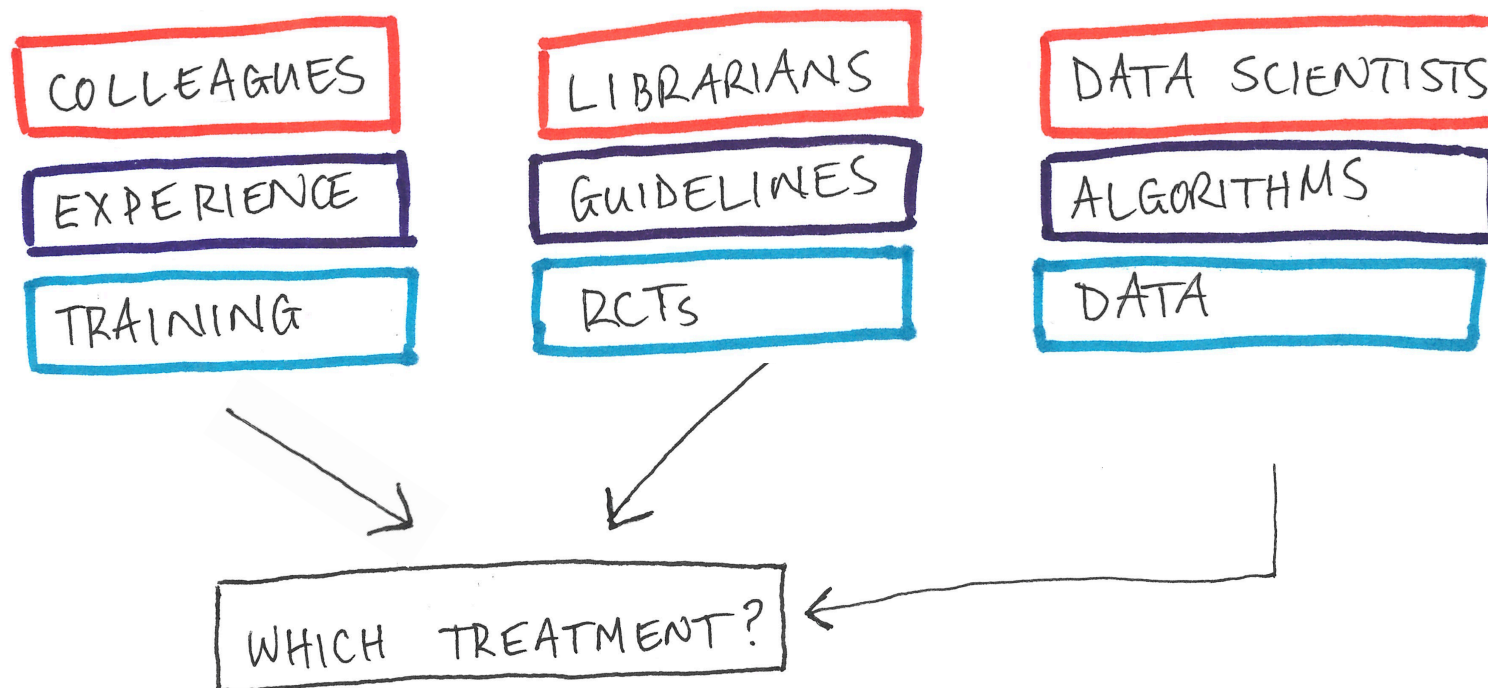 COLLEAGUES
EXPERIENCE
TRAINING
LIBRARIANS
GUIDELINES
RCTs
DATA SCIENTISTS
ALGORITHMS
DATA
WHICH TREATMENT?